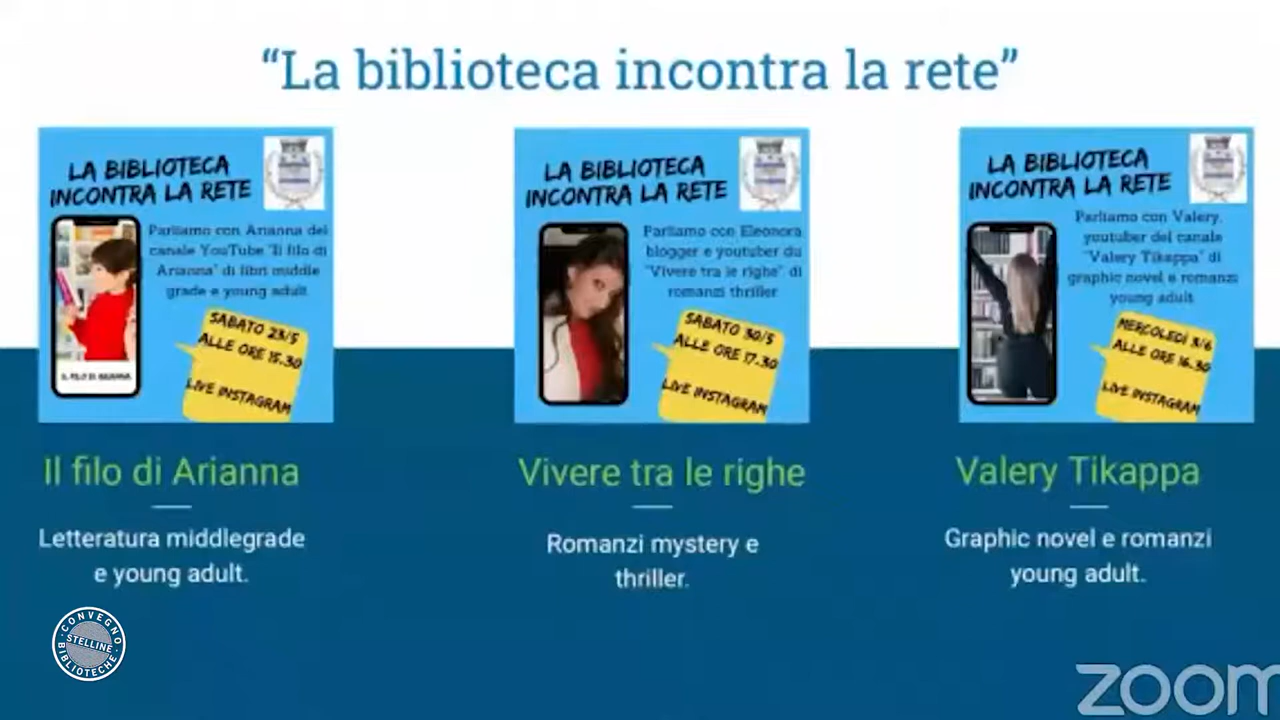 “La biblioteca incontra la rete”
LA BIBLIOTECA
INCONTRA LA RETE
Parliamo con Arianna del
canale YouTube "Il filo di
Arianna" di libri middle
grade e young adult
SABATO 23/5
ALLE ORE 15.30
LIVE INSTAGRAM
IL FILO DI ARIANNA
Il filo di Arianna
Letteratura middlegrade
e young adult.
LA BIBLIOTECA
INCONTRA LA RETE
Parliamo con Eleonora
blogger e youtuber du
"Vivere tra le righe" di
romanzi thriller
SABATO 30/5
ALLE ORE 17.30
LIVE INSTAGRAM
Vivere tra le righe
Romanzi mystery e
thriller.
LA BIBLIOTECA
INCONTRA LA RETE
Parliamo con Valery,
youtuber del canale
"Valery Tikappa" di
graphic novel e romanzi
young adult
MERCOLEDÌ 3/6
ALLE ORE 16.30
LIVE INSTAGRAM
Valery Tikappa
Graphic novel e romanzi
young adult.
CONVEGNO
STELLINE
BIBLIOTECHE
zoom